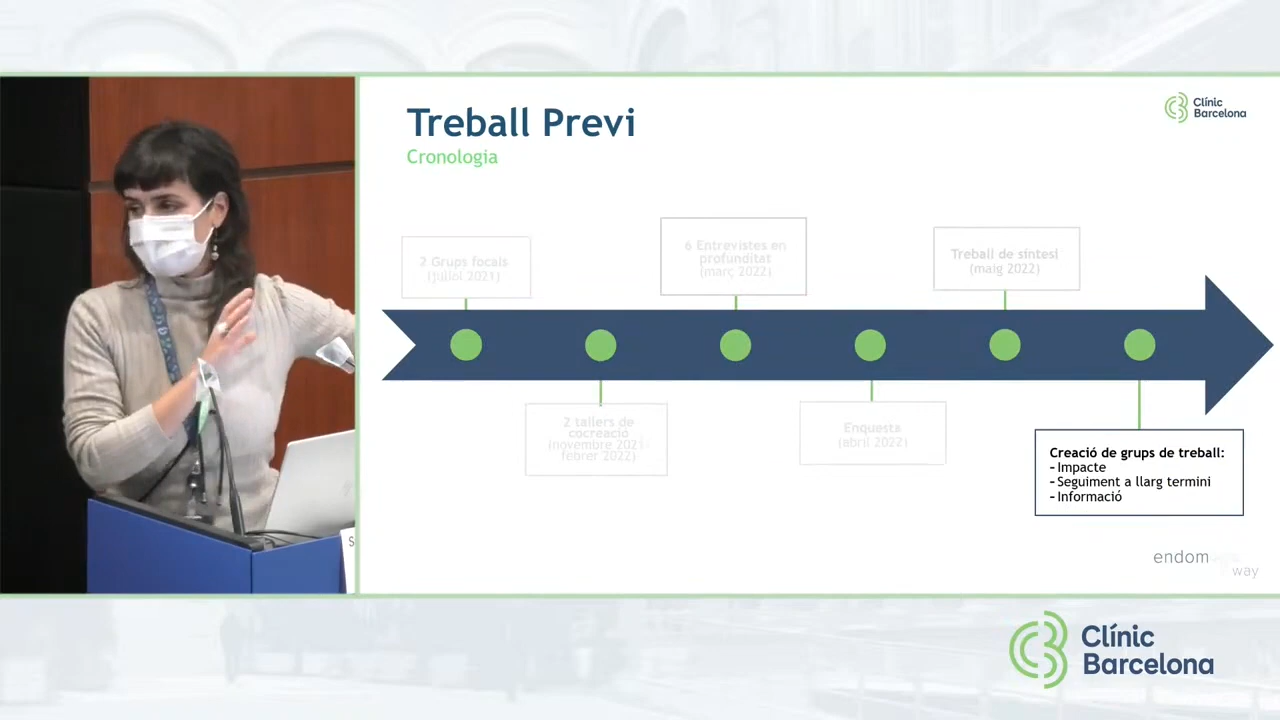 Treball Previ
Cronologia
Clínic
Barcelona
2 Grups focals
(juliol 2021)
6 Entrevistes en
profunditat
(març 2022)
Treball de síntesi
(maig 2022)
2 tallers de
cocreació
(novembre 2021-
febrer 2022)
Enquesta
(abril 2022)
Creació de grups de treball:
- Impacte
- Seguiment a llarg termini
- Informació
endom
way
S
Clínic
Barcelona